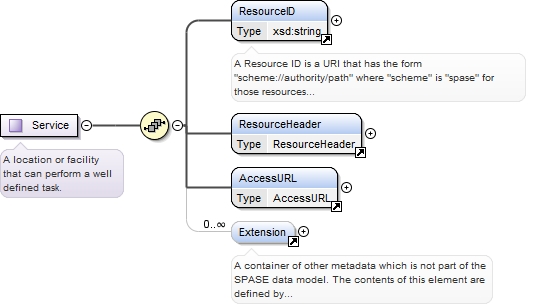 ResourceID
Type xsd:string
A Resource ID is a URI that has the form
"scheme://authority/path" where "scheme" is "spase" for
those resources...
Service
A location or facility
that can perform a well
defined task.
ResourceHeader
Type ResourceHeader
AccessURL
Type AccessURL
0..∞
Extension
A container of other metadata which is not part of the
SPASE data model. The contents of this element are
defined by...